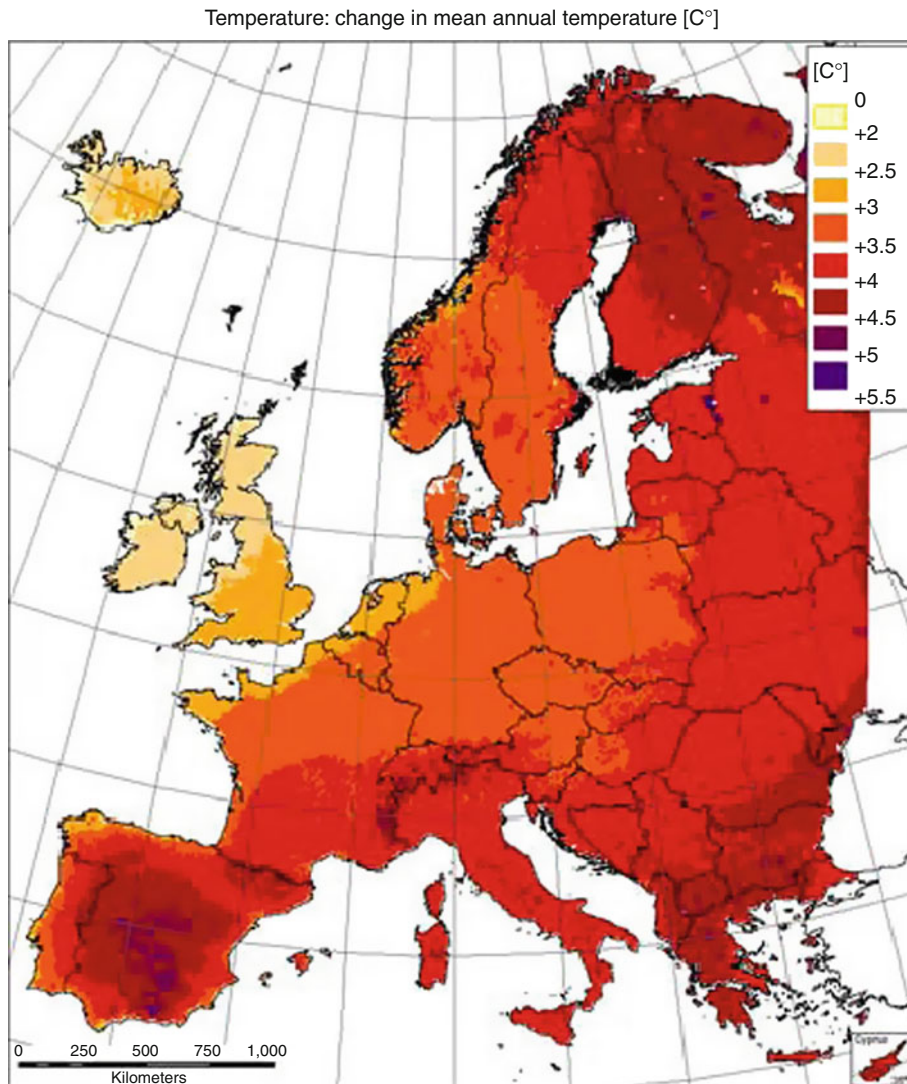 Temperature: change in mean annual temperature [C°]
[C°]
0
+2
+2.5
+3
+3.5
+4
+4.5
+5
+5.5
Cyprus
0 250 500 750 1,000
Kilometers